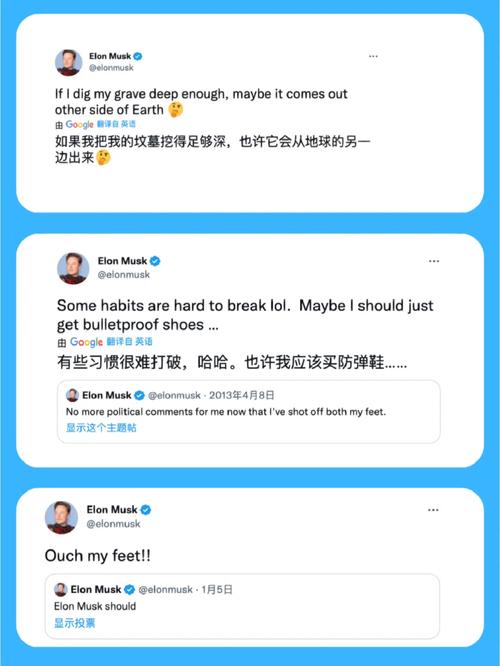 Elon Musk
@elonmusk
If I dig my grave deep enough, maybe it comes out
other side of Earth 🤔
由 Google 翻译自 英语
如果我把我的坟墓挖得足够深，也许它会从地球的另一
边出来🤔
Elon Musk
@elonmusk
Some habits are hard to break lol.  Maybe I should just
get bulletproof shoes ...
由 Google 翻译自 英语
有些习惯很难打破，哈哈。也许我应该买防弹鞋……
Elon Musk @elonmusk · 2013年4月8日
No more political comments for me now that I've shot off both my feet.
显示这个主题帖
Elon Musk
@elonmusk
Ouch my feet!!
Elon Musk @elonmusk · 1月5日
Elon Musk should
显示投票